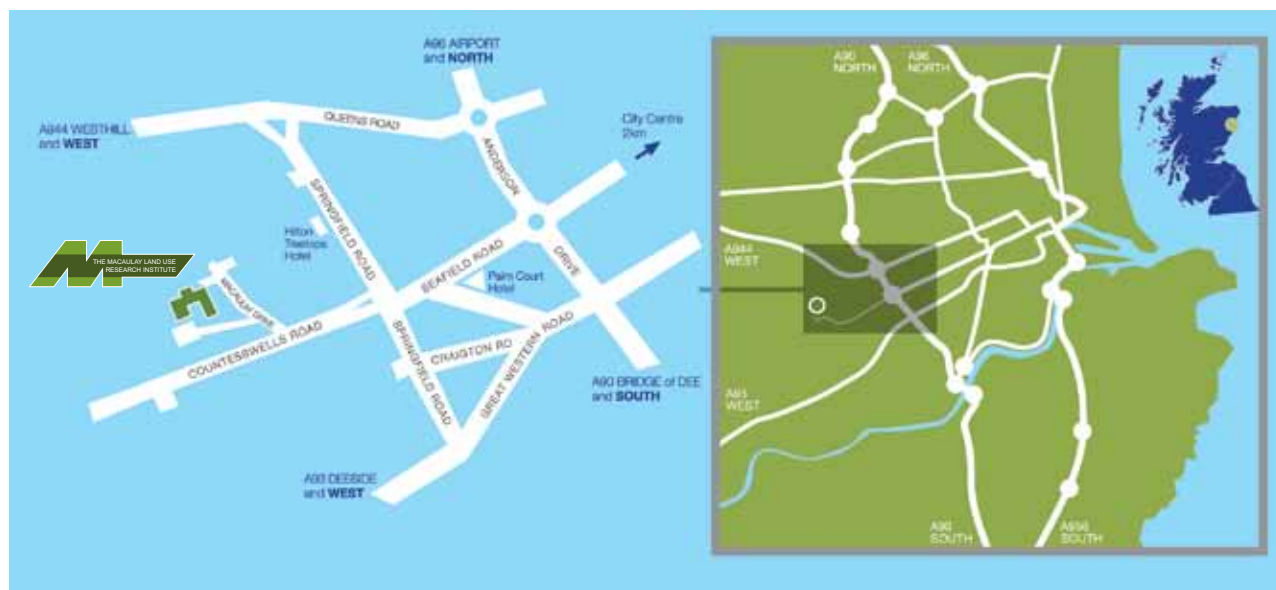 A96 AIRPORT
and NORTH
A944 WESTHILL
and WEST
QUEENS ROAD
City Centre
2km
ANDERSON
DRIVE
SPRINGFIELD ROAD
Hilton
Treetops
Hotel
SEAFIELD ROAD
Palm Court
Hotel
THE MACAULAY LAND USE
RESEARCH INSTITUTE
MACAULAY DRIVE
COUNTESSWELLS ROAD
SPRINGFIELD ROAD
CRAIGTON RD
GREAT WESTERN ROAD
A90 BRIDGE of DEE
and SOUTH
A93 DEESIDE
and WEST
NORTH
A96
NORTH
A944
WEST
A93
WEST
A90
SOUTH
A956
SOUTH